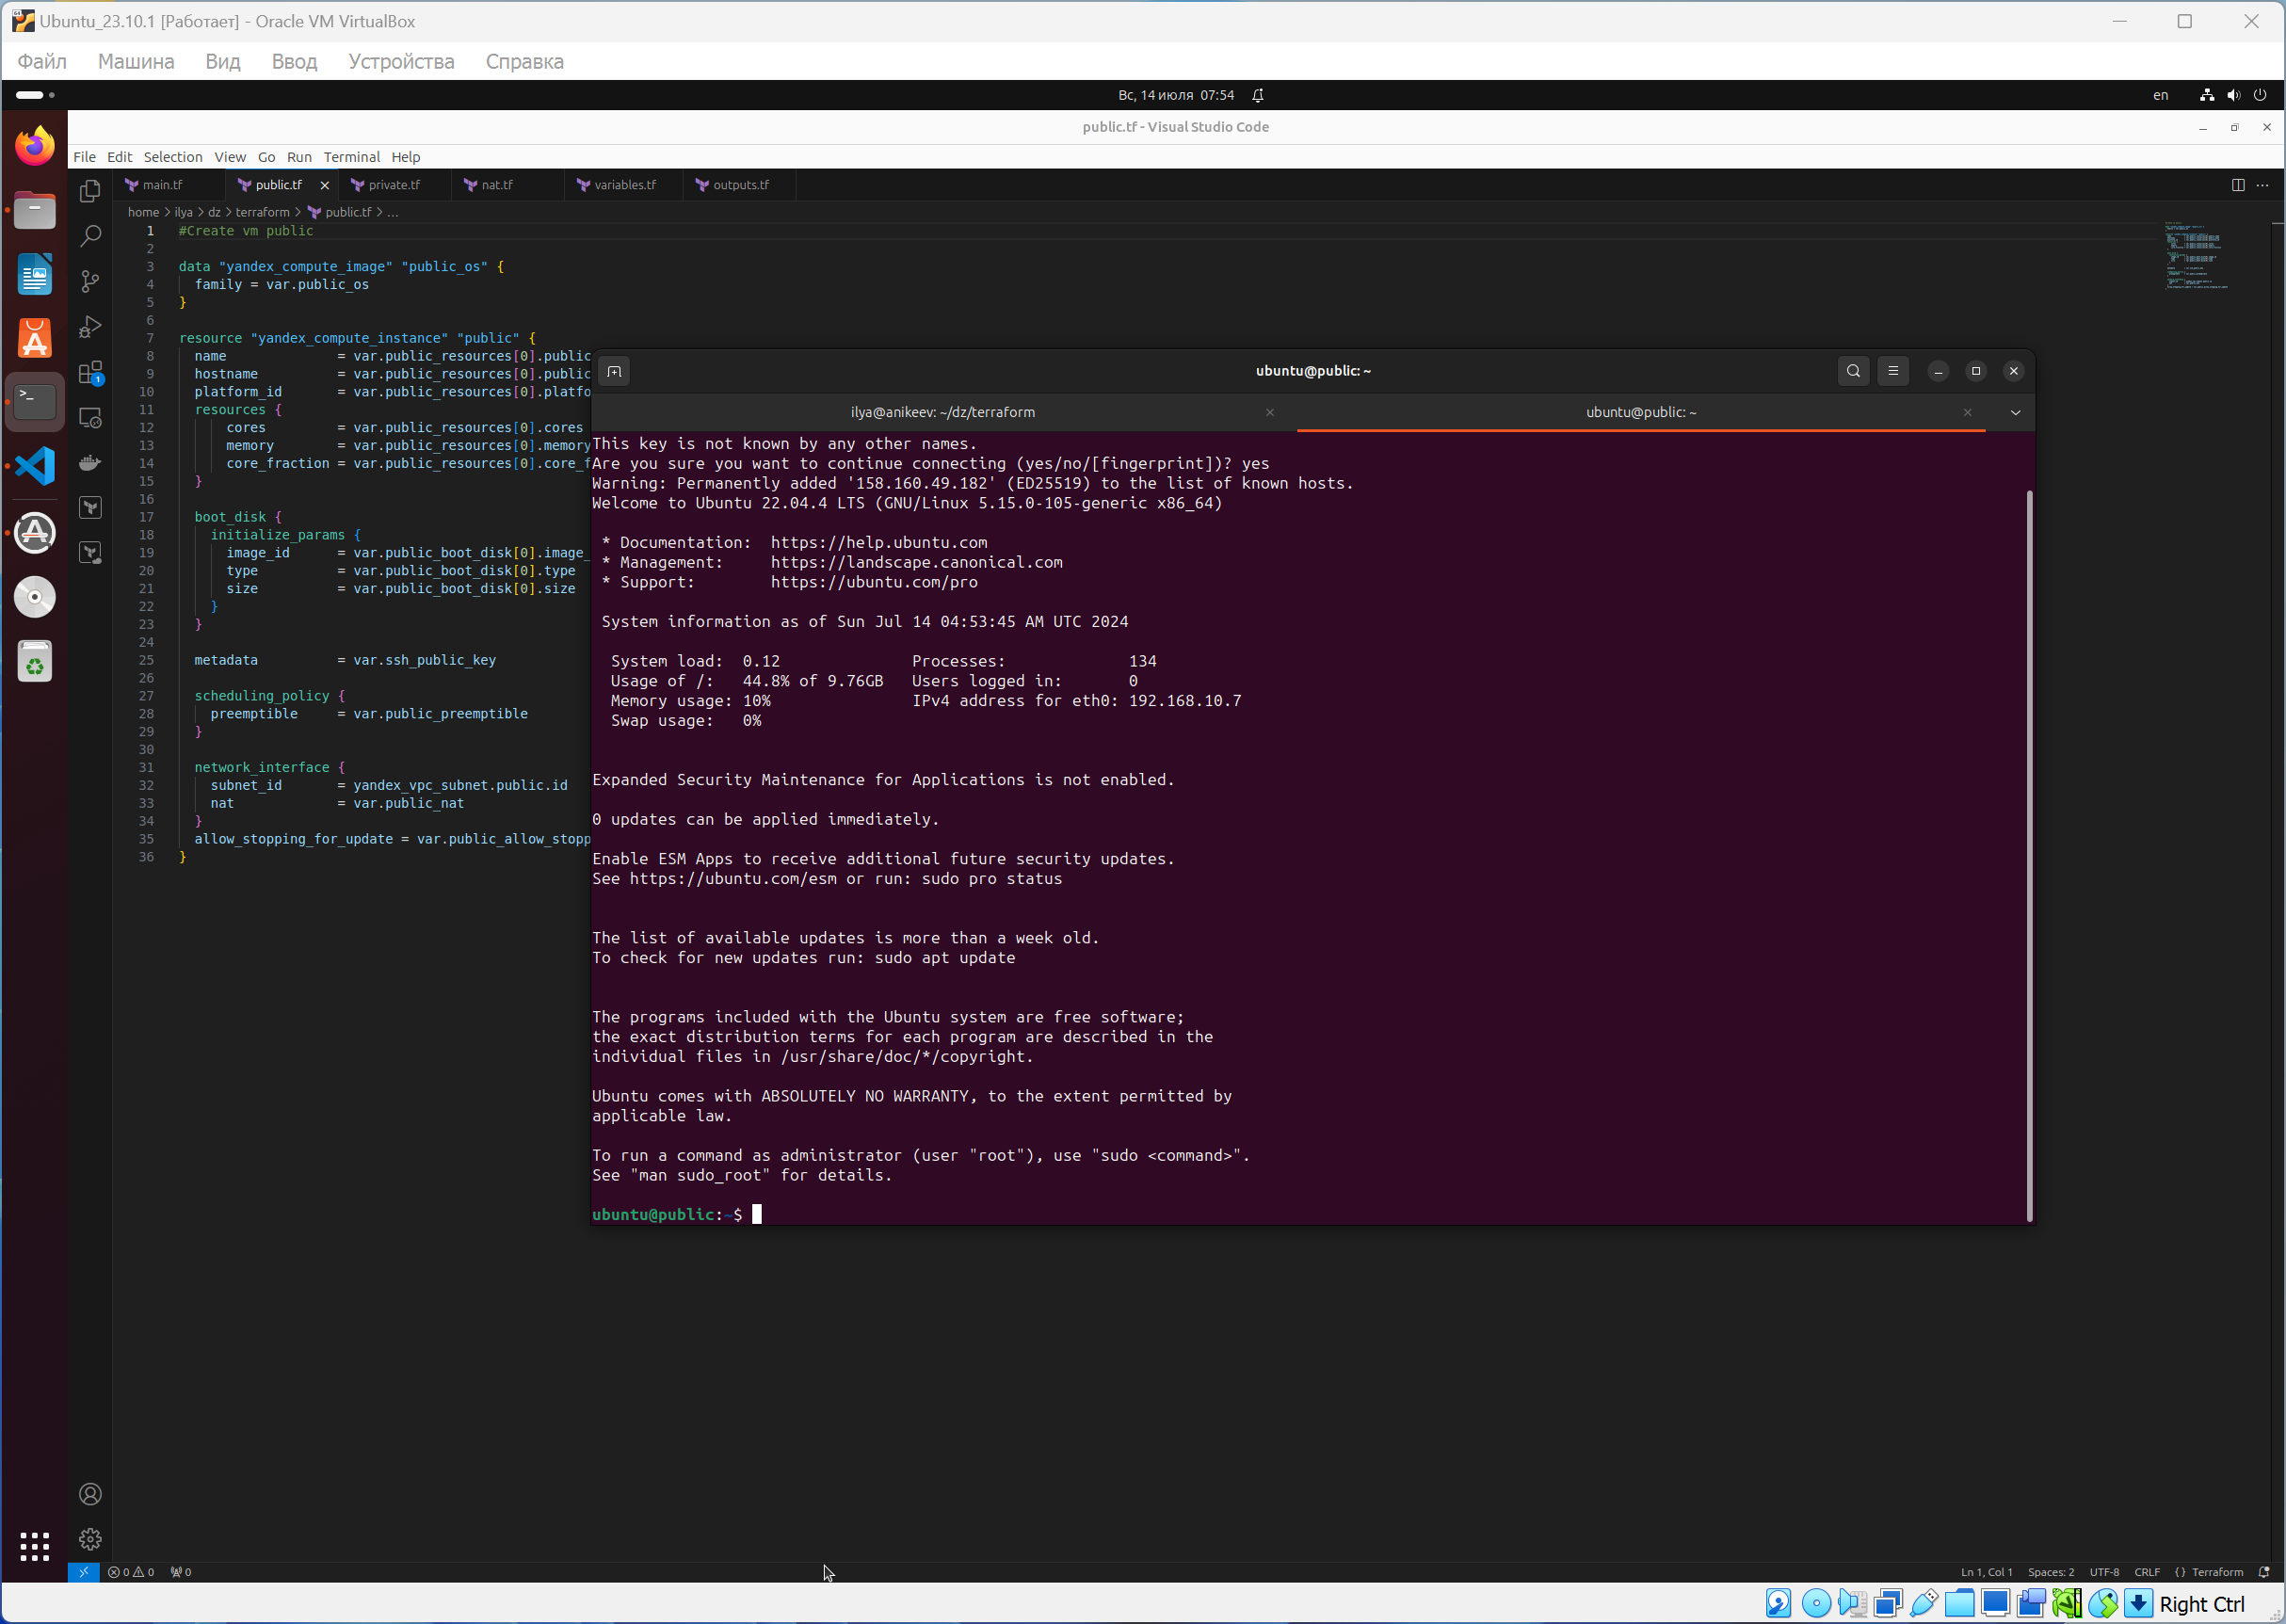 Ubuntu_23.10.1 [Работает] - Oracle VM VirtualBox
Файл Машина Вид Ввод Устройства Справка
Вс, 14 июля 07:54
en
public.tf - Visual Studio Code
File Edit Selection View Go Run Terminal Help
main.tf public.tf private.tf nat.tf variables.tf outputs.tf
home > ilya > dz > terraform > public.tf > ...
1 #Create vm public
2
3 data "yandex_compute_image" "public_os" {
4 family = var.public_os
5 }
6
7 resource "yandex_compute_instance" "public" {
8 name = var.public_resources[0].public
9 hostname = var.public_resources[0].public
10 platform_id = var.public_resources[0].platfo
11 resources {
12 cores = var.public_resources[0].cores
13 memory = var.public_resources[0].memory
14 core_fraction = var.public_resources[0].core_f
15 }
16
17 boot_disk {
18 initialize_params {
19 image_id = var.public_boot_disk[0].image_
20 type = var.public_boot_disk[0].type
21 size = var.public_boot_disk[0].size
22 }
23 }
24
25 metadata = var.ssh_public_key
26
27 scheduling_policy {
28 preemptible = var.public_preemptible
29 }
30
31 network_interface {
32 subnet_id = yandex_vpc_subnet.public.id
33 nat = var.public_nat
34 }
35 allow_stopping_for_update = var.public_allow_stopp
36 }
ubuntu@public: ~
ilya@anikeev: ~/dz/terraform ubuntu@public: ~
This key is not known by any other names.
Are you sure you want to continue connecting (yes/no/[fingerprint])? yes
Warning: Permanently added '158.160.49.182' (ED25519) to the list of known hosts.
Welcome to Ubuntu 22.04.4 LTS (GNU/Linux 5.15.0-105-generic x86_64)
* Documentation: https://help.ubuntu.com
* Management: https://landscape.canonical.com
* Support: https://ubuntu.com/pro
System information as of Sun Jul 14 04:53:45 AM UTC 2024
System load: 0.12 Processes: 134
Usage of /: 44.8% of 9.76GB Users logged in: 0
Memory usage: 10% IPv4 address for eth0: 192.168.10.7
Swap usage: 0%
Expanded Security Maintenance for Applications is not enabled.
0 updates can be applied immediately.
Enable ESM Apps to receive additional future security updates.
See https://ubuntu.com/esm or run: sudo pro status
The list of available updates is more than a week old.
To check for new updates run: sudo apt update
The programs included with the Ubuntu system are free software;
the exact distribution terms for each program are described in the
individual files in /usr/share/doc/*/copyright.
Ubuntu comes with ABSOLUTELY NO WARRANTY, to the extent permitted by
applicable law.
To run a command as administrator (user "root"), use "sudo <command>".
See "man sudo_root" for details.
ubuntu@public:~$
0 0 0 Ln 1, Col 1 Spaces: 2 UTF-8 CRLF {} Terraform
Right Ctrl